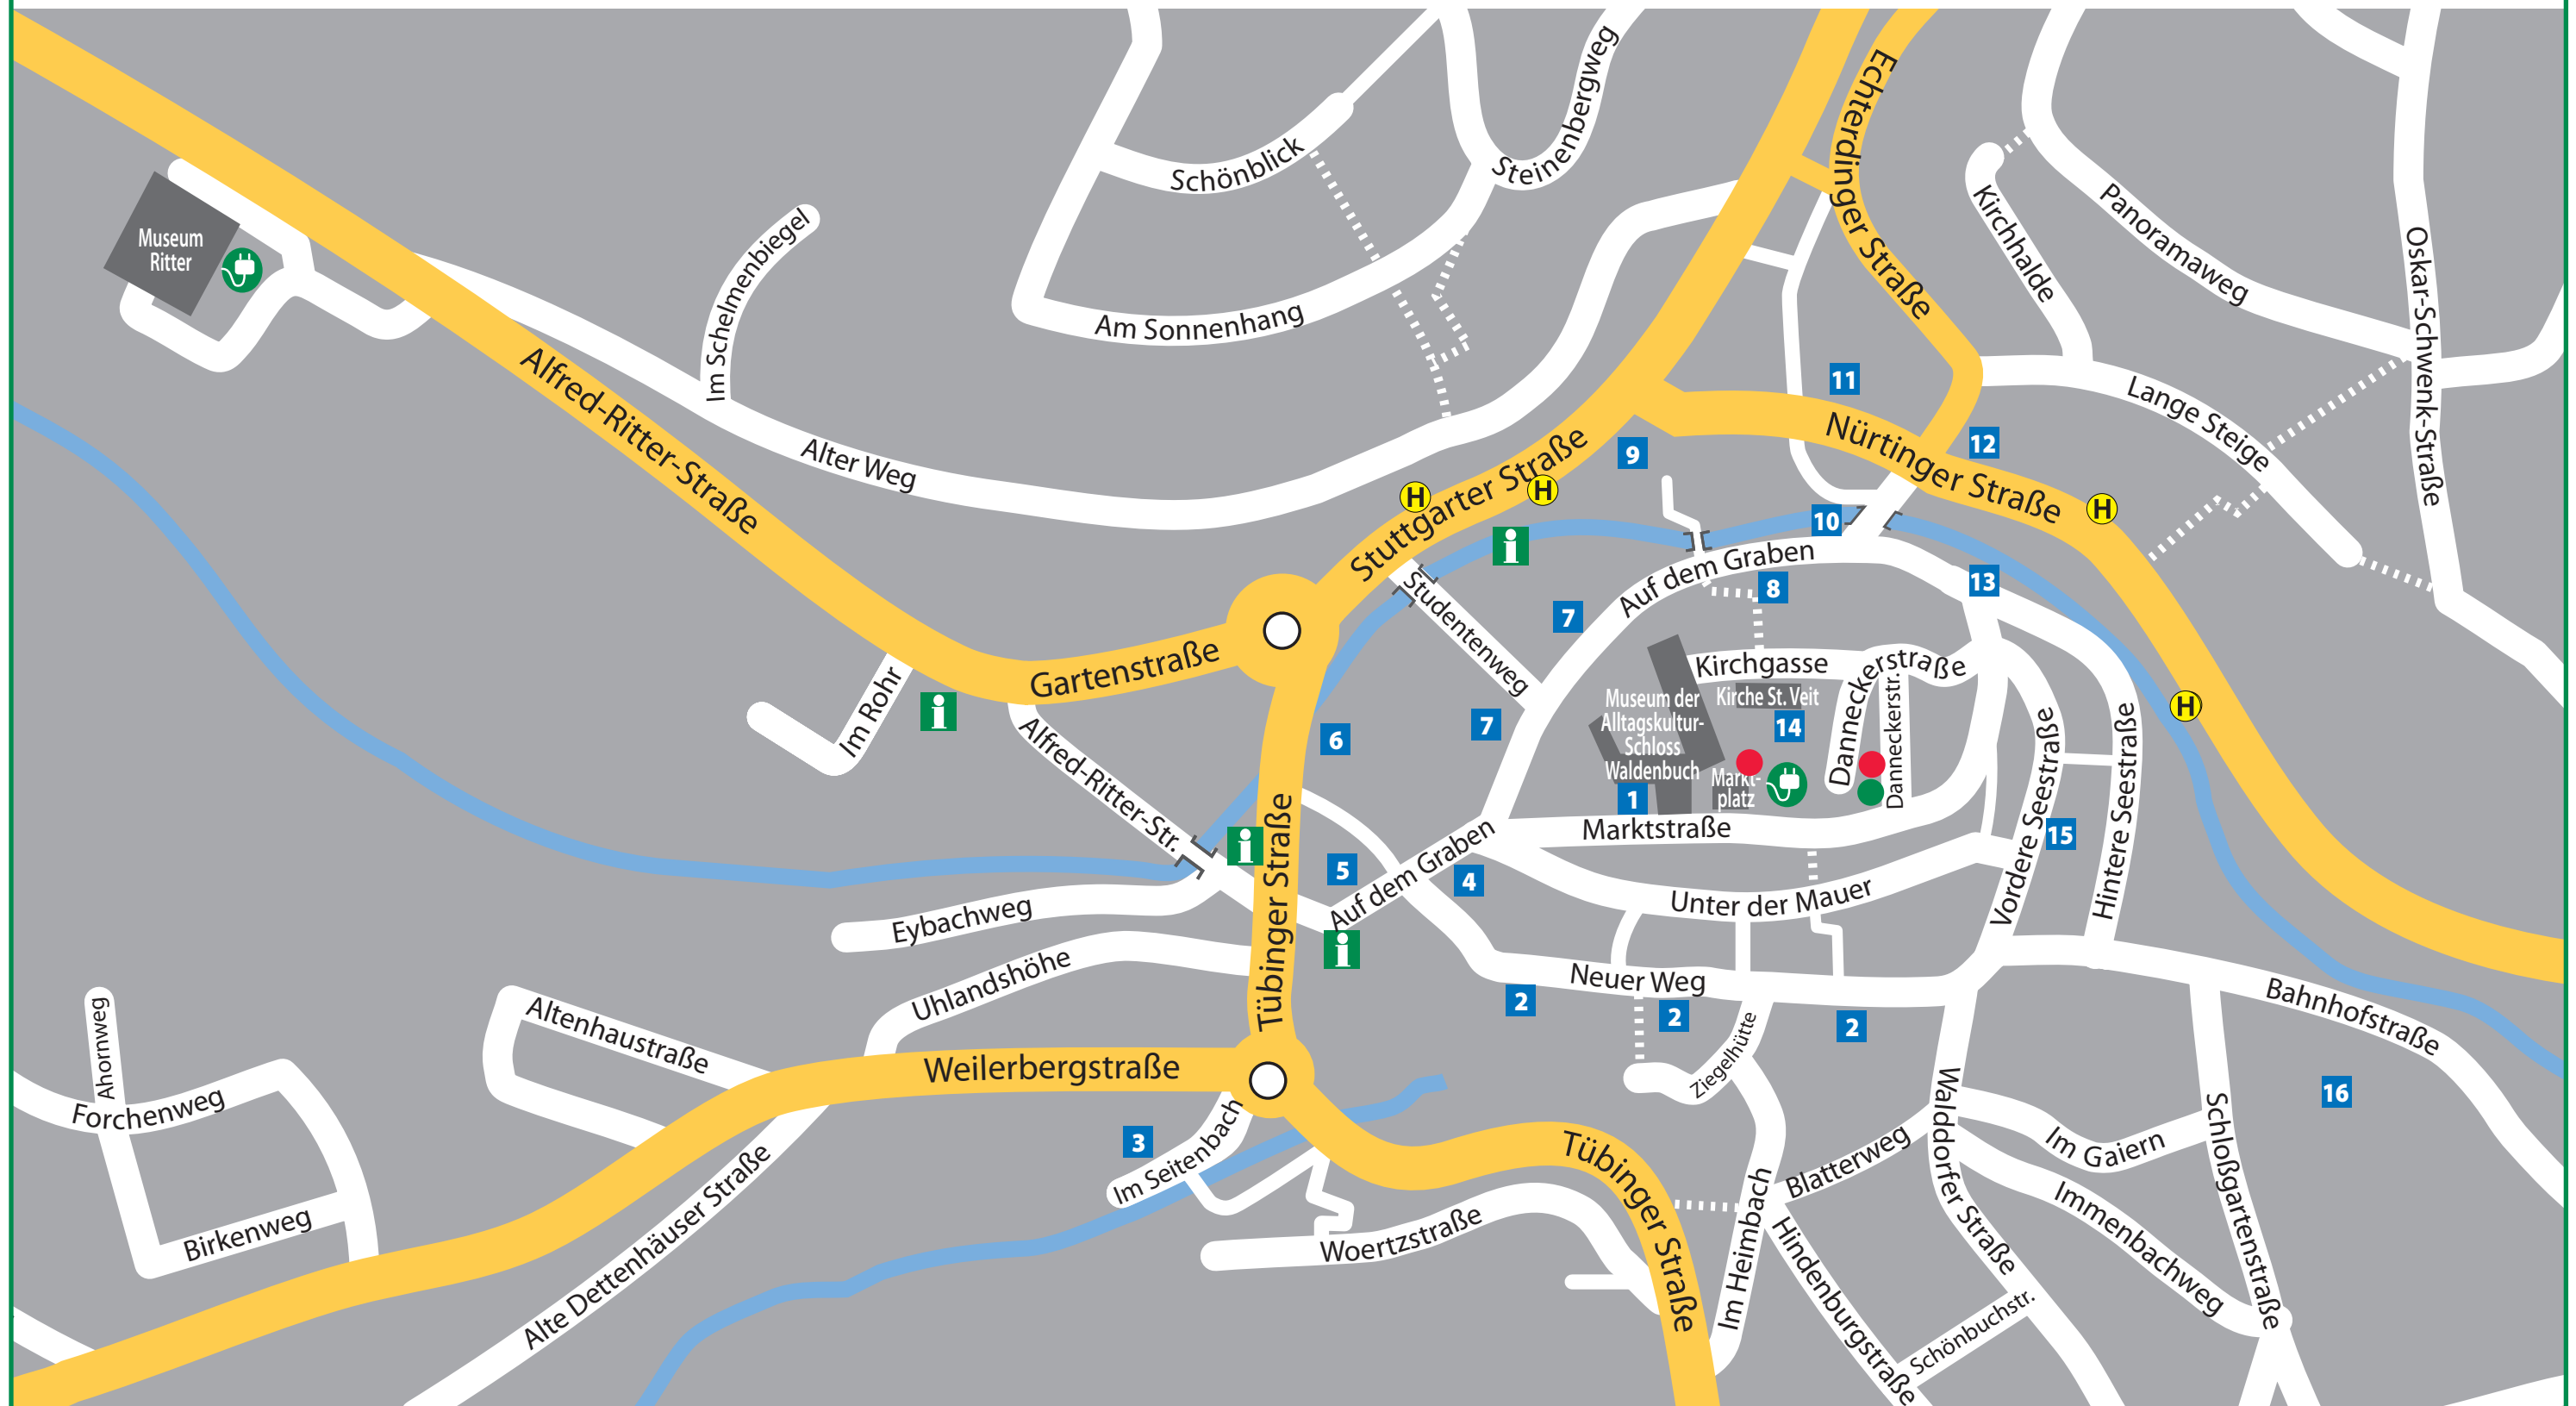 Echterdinger Straße
Steinenbergweg
Schönblick
Kirchhalde
Panoramaweg
Museum
Ritter
Im Schelmenbiegel
Oskar-Schwenk-Straße
Am Sonnenhang
Alfred-Ritter-Straße
11
Lange Steige
Nürtinger Straße
12
9
Alter Weg
Stuttgarter Straße
H
H
H
10
i
Auf dem Graben
13
8
7
Studentenweg
Gartenstraße
Kirchgasse
Danneckerstraße
Danneckerstr.
Museum der
Alltagskultur-
Schloss
Waldenbuch
Kirche St. Veit
14
H
i
Im Rohr
7
6
Alfred-Ritter-Str.
Markt-
platz
1
Marktstraße
Vordere Seestraße
Hintere Seestraße
15
i
Tübinger Straße
5
Auf dem Graben
4
Unter der Mauer
Eybachweg
i
Uhlandshöhe
Neuer Weg
2
2
2
Bahnhofstraße
Ahornweg
Altenhaustraße
Forchenweg
Weilerbergstraße
Ziegelhütte
16
3
Im Seitenbach
Tübinger Straße
Blatterweg
Walddorfer Straße
Im Gaiern
Schloßgartenstraße
Birkenweg
Alte Dettenhäuser Straße
Woertzstraße
Im Heimbach
Immenbachweg
Hindenburgstraße
Schönbuchstr.